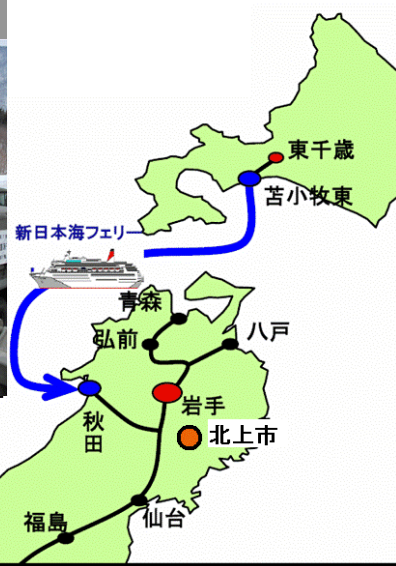 東千歳
苫小牧東
新日本海フェリー
青森
弘前
八戸
岩手
秋田
北上市
仙台
福島